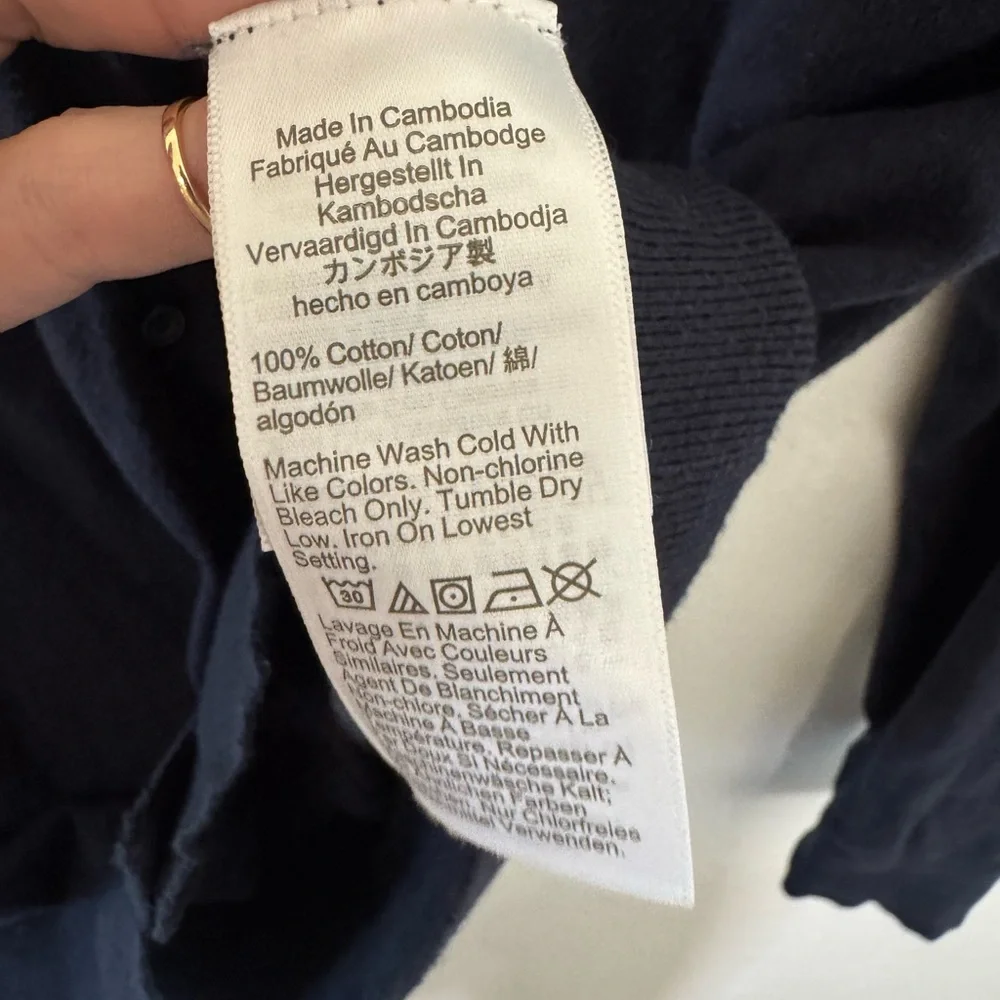 Made In Cambodia
Fabriqué Au Cambodge
Hergestellt In
Kambodscha
Vervaardigd In Cambodja
カンボジア製
hecho en camboya
100% Cotton/ Coton/
Baumwolle/ Katoen/ 綿/
algodón
Machine Wash Cold With
Like Colors. Non-chlorine
Bleach Only. Tumble Dry
Low. Iron On Lowest
Setting.
30
Lavage En Machine À
Froid Avec Couleurs
Similaires. Seulement
Agent De Blanchiment
Non-chlore. Sécher À La
Machine À Basse
Repasser À
Doux Si Nécessaire.
Kalt;
Farben
Nur Chlorfreies
Verwenden.